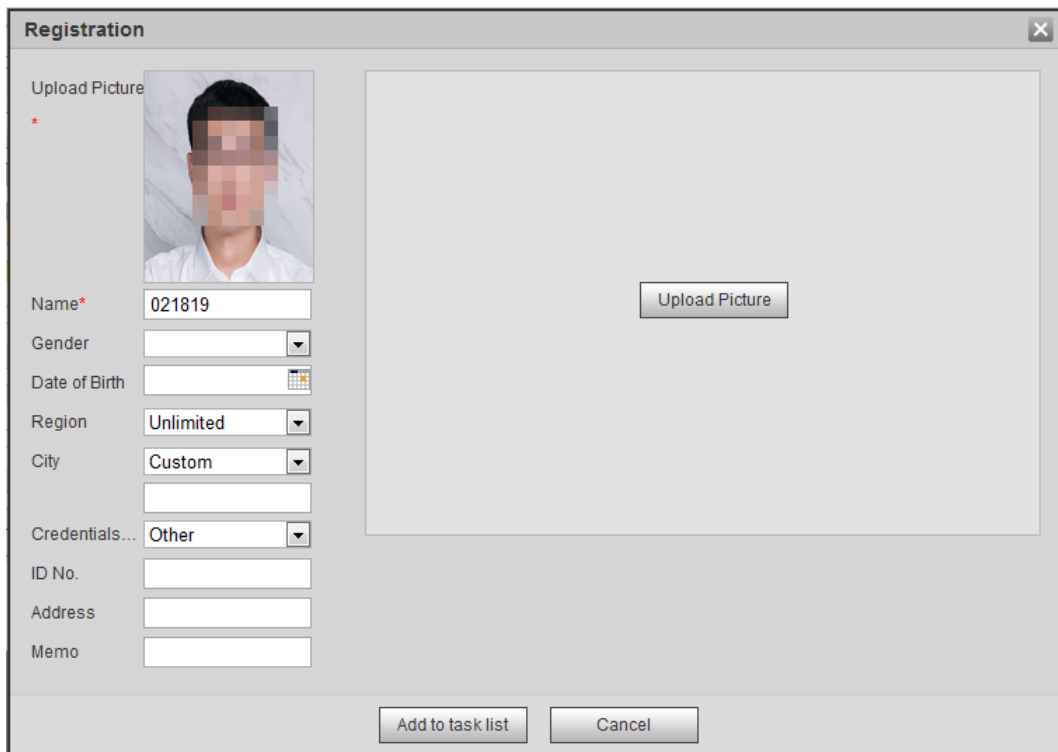 Registration
Upload Picture
*
Upload Picture
Name* 021819
Gender
Date of Birth
Region Unlimited
City Custom
Credentials... Other
ID No.
Address
Memo
Add to task list Cancel